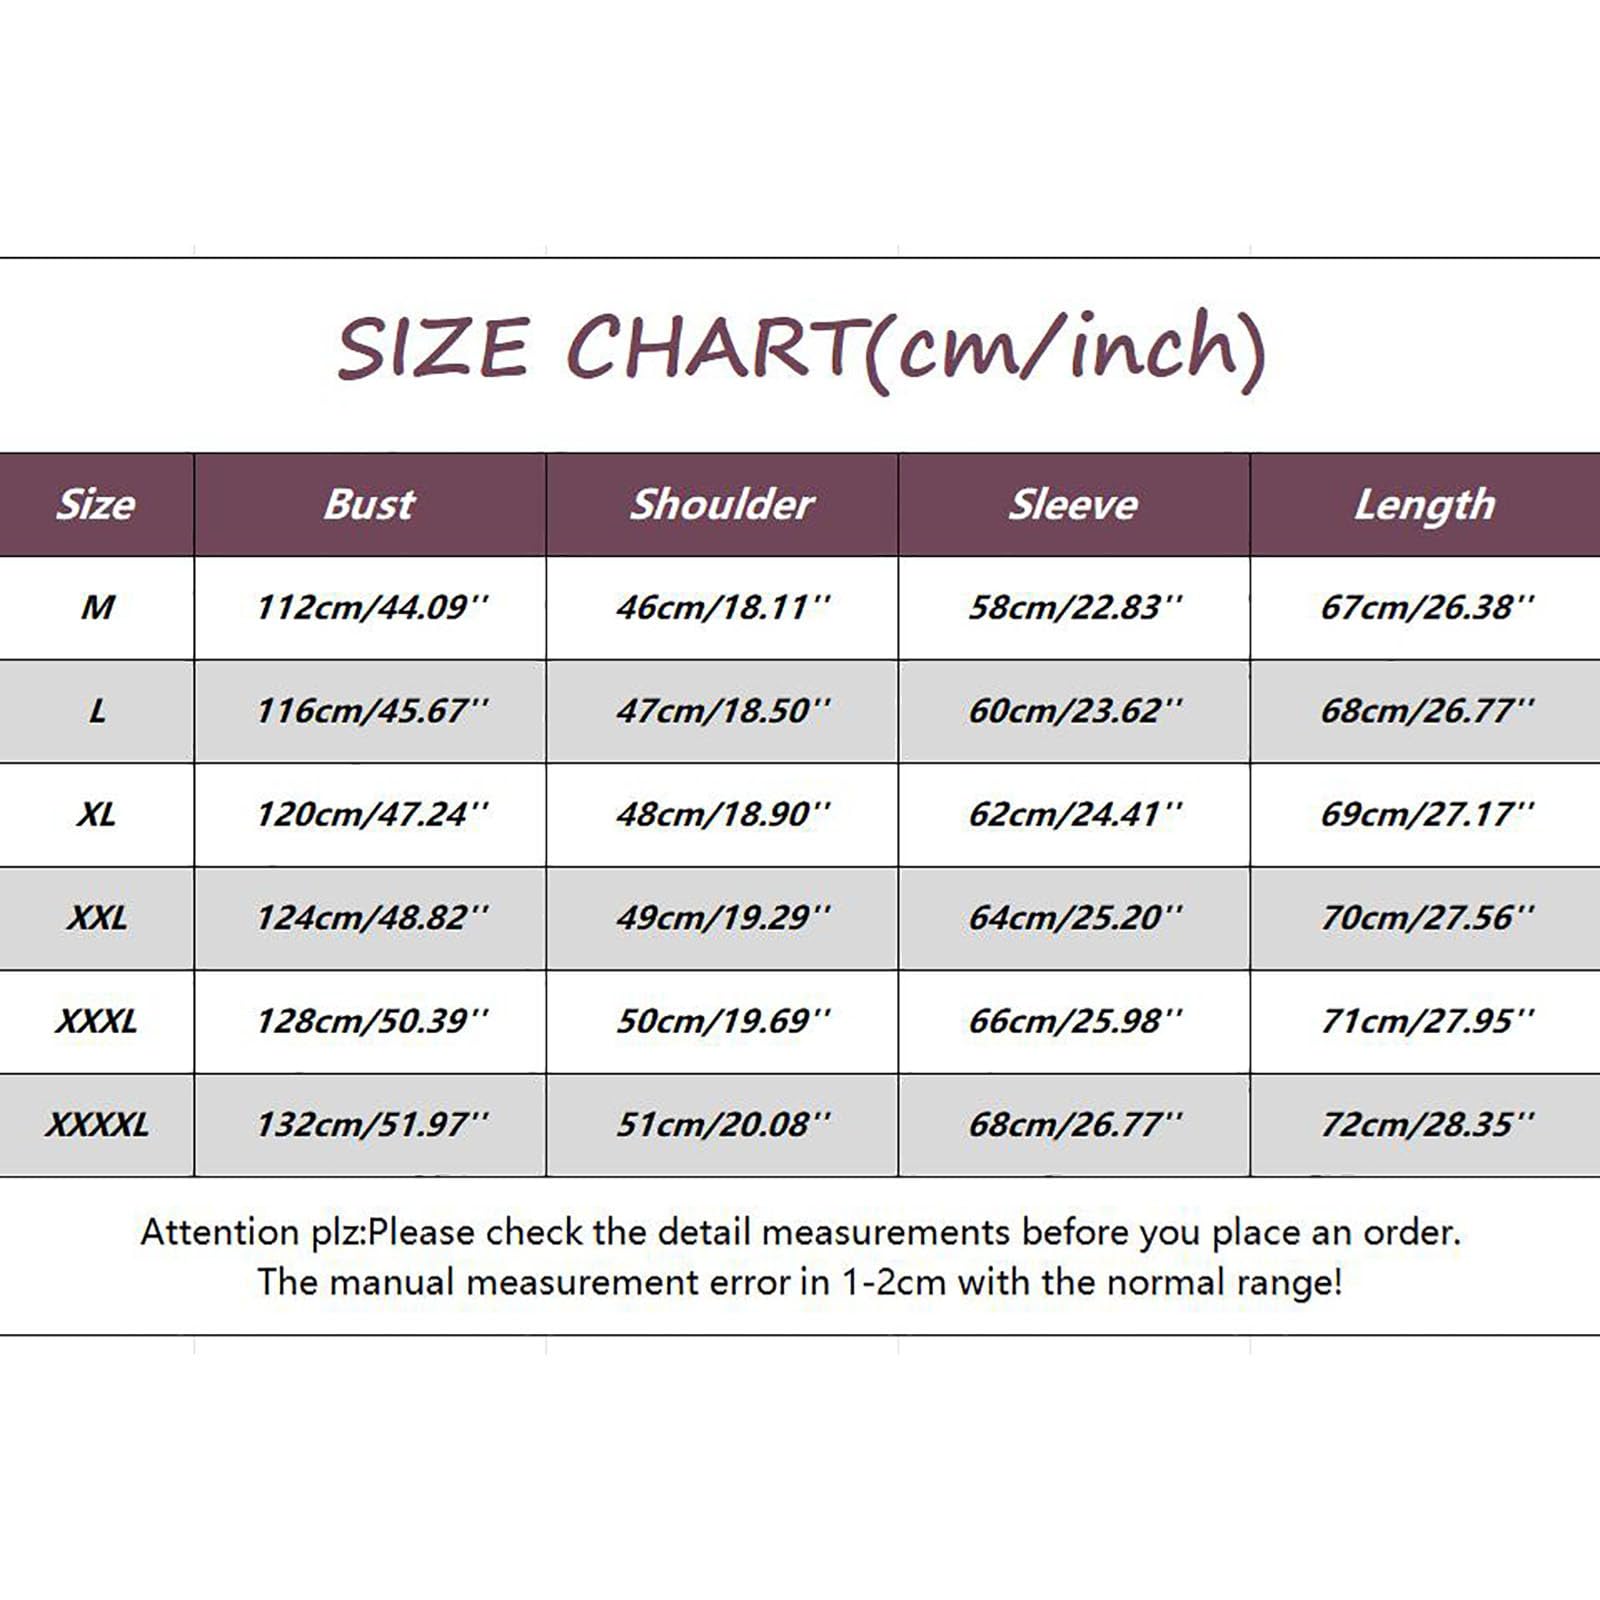 SIZE CHART(cm/inch)
Size Bust Shoulder Sleeve Length
M 112cm/44.09'' 46cm/18.11'' 58cm/22.83'' 67cm/26.38''
L 116cm/45.67'' 47cm/18.50'' 60cm/23.62'' 68cm/26.77''
XL 120cm/47.24'' 48cm/18.90'' 62cm/24.41'' 69cm/27.17''
XXL 124cm/48.82'' 49cm/19.29'' 64cm/25.20'' 70cm/27.56''
XXXL 128cm/50.39'' 50cm/19.69'' 66cm/25.98'' 71cm/27.95''
XXXXL 132cm/51.97'' 51cm/20.08'' 68cm/26.77'' 72cm/28.35''
Attention plz:Please check the detail measurements before you place an order.
The manual measurement error in 1-2cm with the normal range!